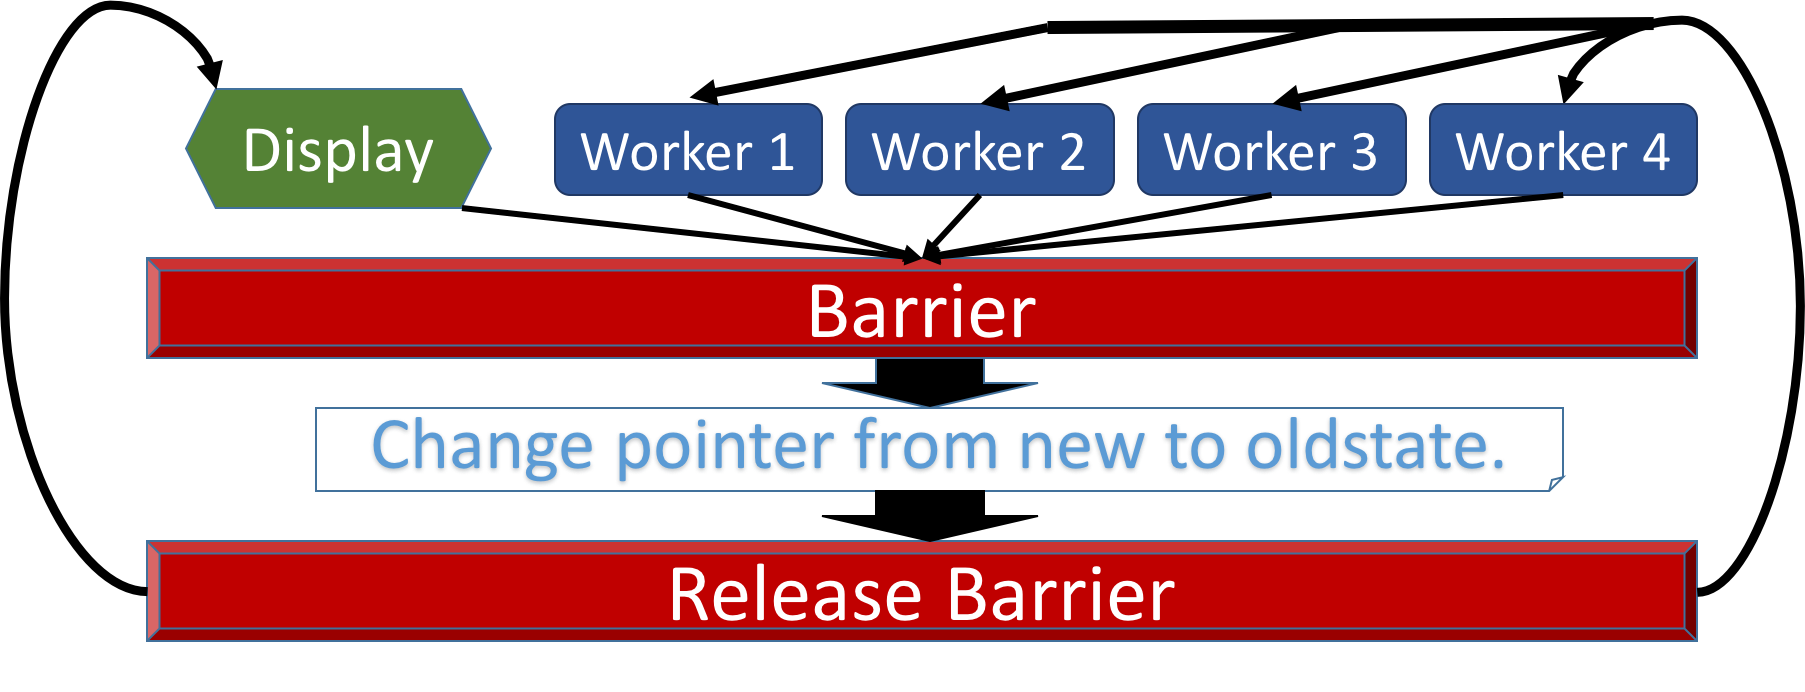 Display
Worker 1
Worker 2
Worker 3
Worker 4
Barrier
Change pointer from new to oldstate.
Release Barrier